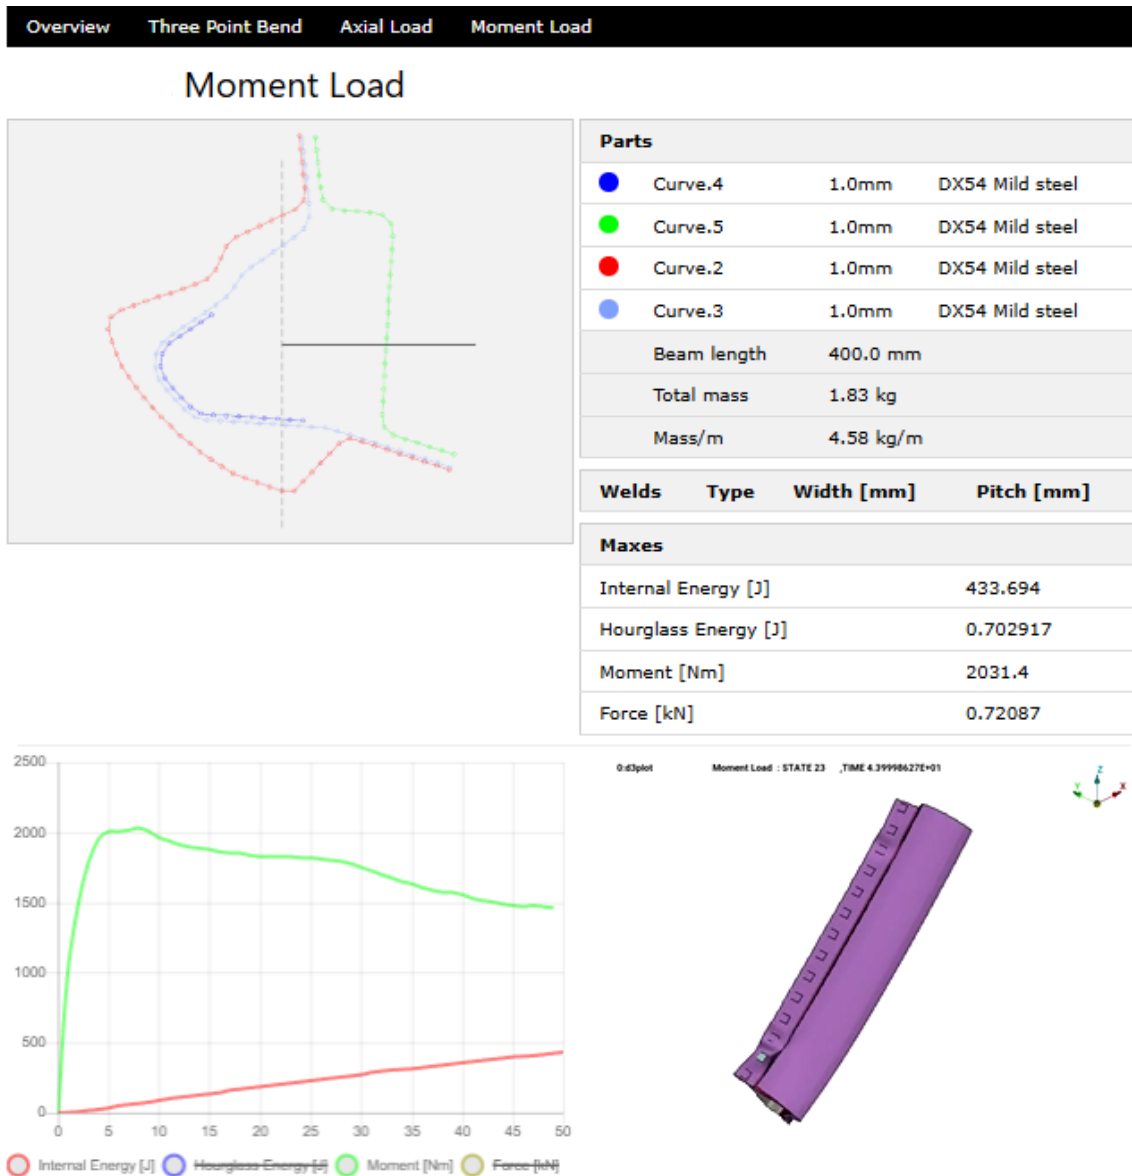 Overview Three Point Bend Axial Load Moment Load
Moment Load
Parts
Curve.4 1.0mm DX54 Mild steel
Curve.5 1.0mm DX54 Mild steel
Curve.2 1.0mm DX54 Mild steel
Curve.3 1.0mm DX54 Mild steel
Beam length 400.0 mm
Total mass 1.83 kg
Mass/m 4.58 kg/m
Welds Type Width [mm] Pitch [mm]
Maxes
Internal Energy [J] 433.694
Hourglass Energy [J] 0.702917
Moment [Nm] 2031.4
Force [kN] 0.72087
2500
2000
1500
1000
500
0
0 5 10 15 20 25 30 35 40 45 50
Internal Energy [J] Hourglass Energy [J] Moment [Nm] Force [kN]
0:d3plot Moment Load : STATE 23 ,TIME 4.39998627E+01
Z
Y X